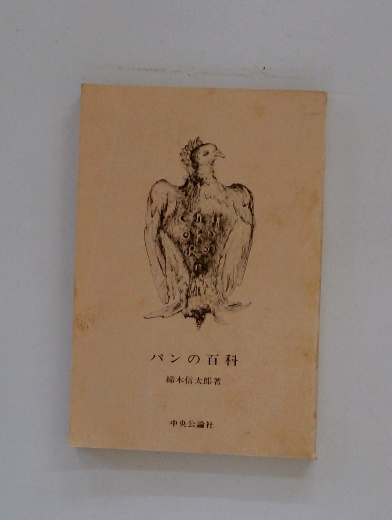 パンの百科
締木信太郎著
中央公論社